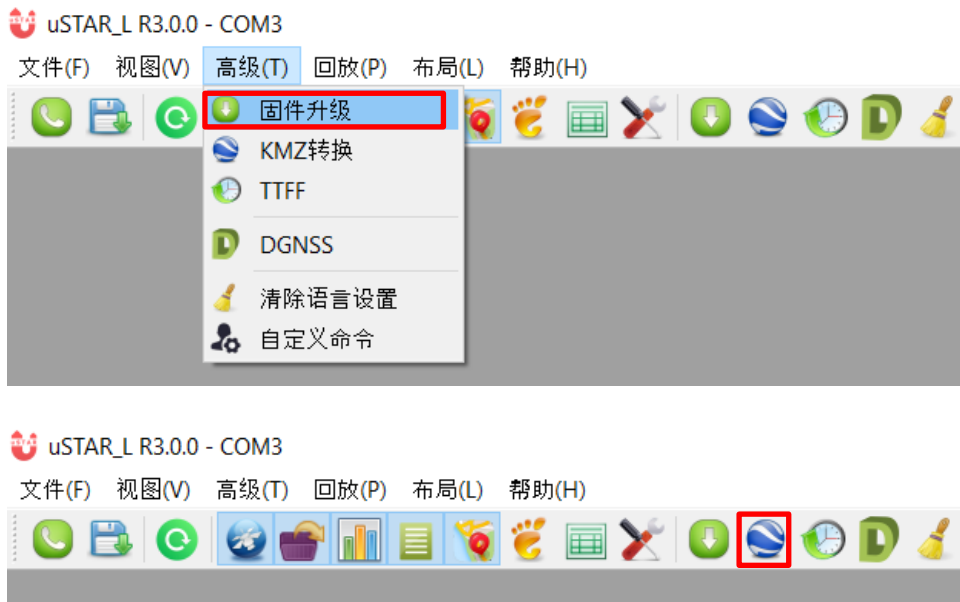 uSTAR_L R3.0.0 - COM3
文件(F) 视图(V) 高级(T) 回放(P) 布局(L) 帮助(H)
固件升级
KMZ转换
TTFF
DGNSS
清除语言设置
自定义命令
uSTAR_L R3.0.0 - COM3
文件(F) 视图(V) 高级(T) 回放(P) 布局(L) 帮助(H)